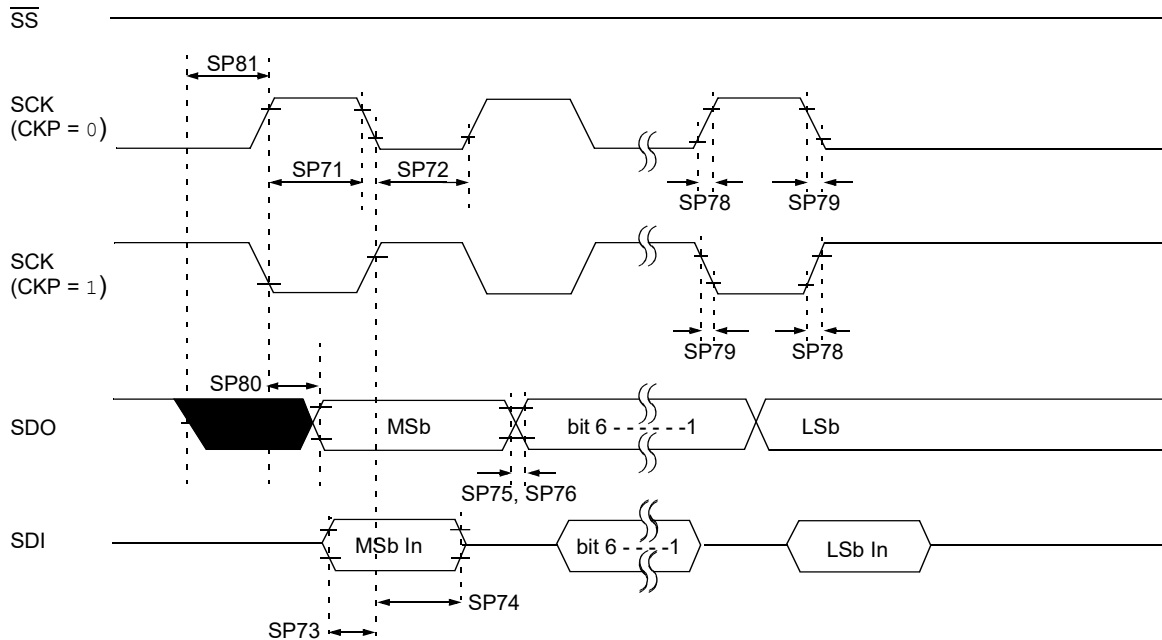 SS
SP81
SCK
(CKP = 0)
SP71
SP72
SP78
SP79
SCK
(CKP = 1)
SP79
SP78
SP80
SDO
MSb
bit 6 - - - - - - -1
LSb
SP75, SP76
SDI
MSb In
bit 6 - - - - -1
LSb In
SP74
SP73